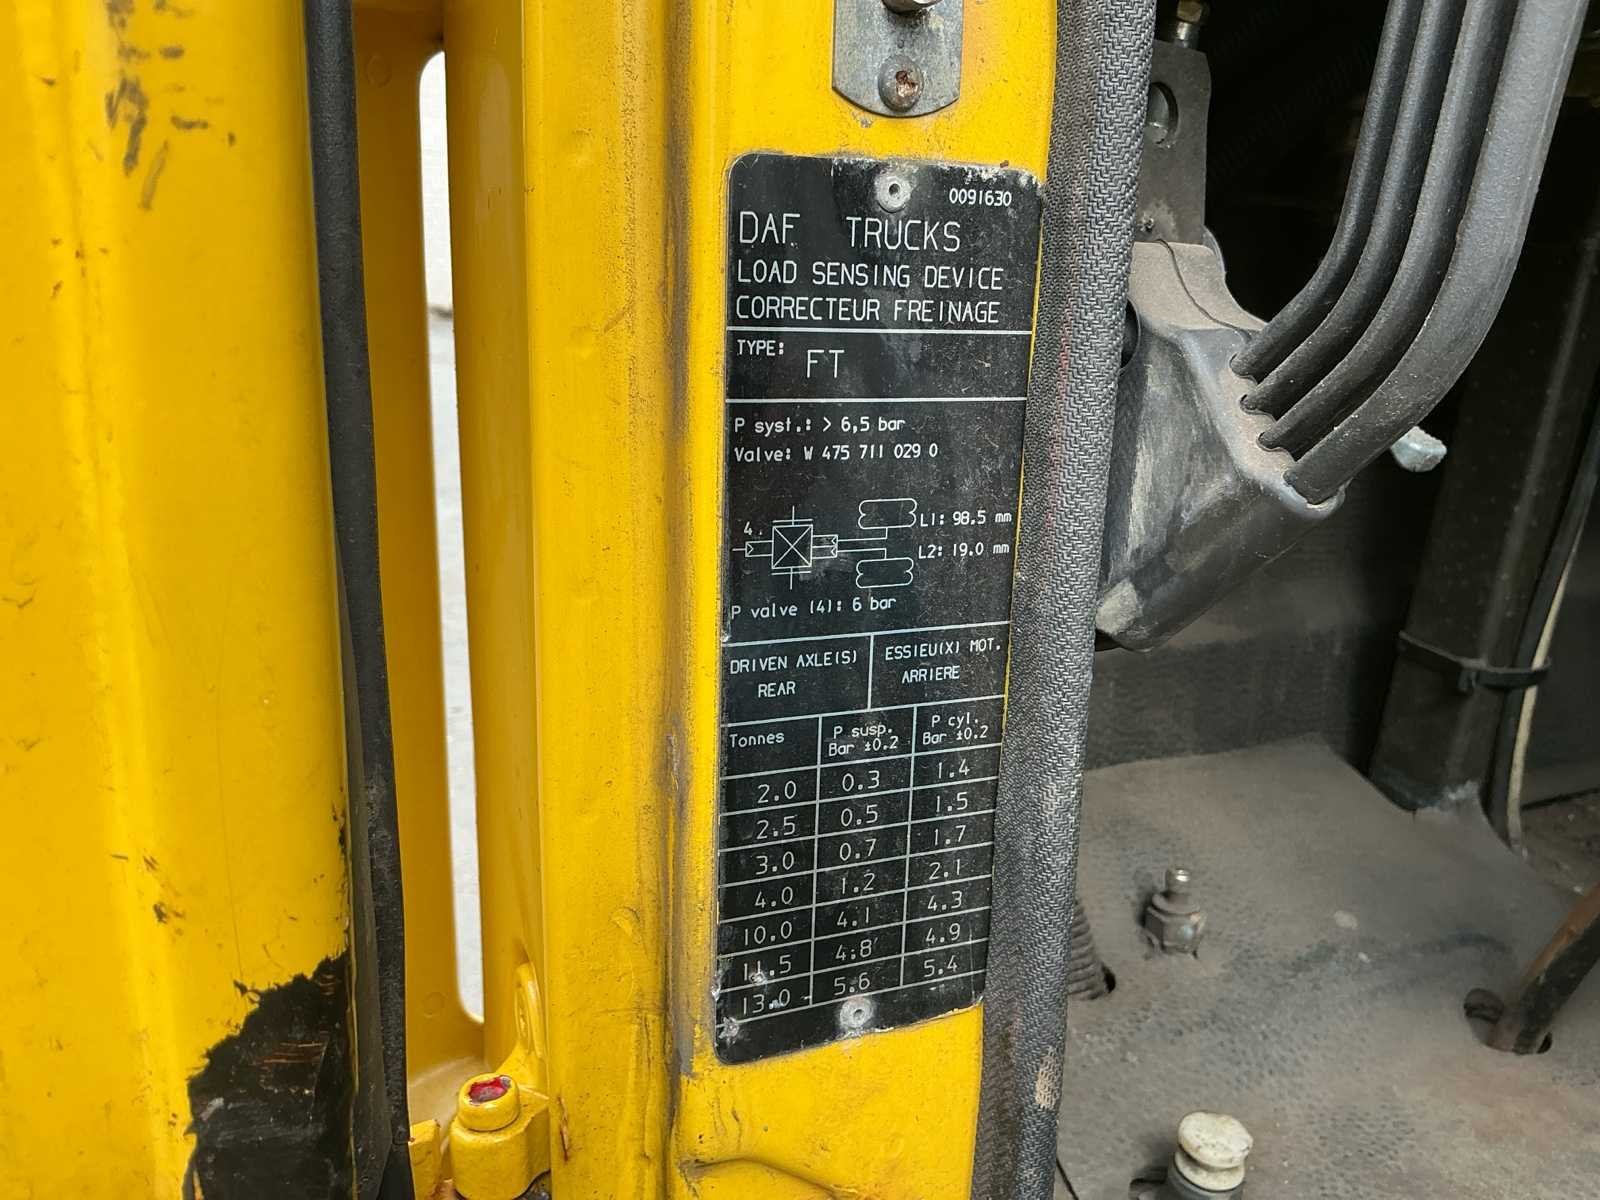 0091630
DAF TRUCKS
LOAD SENSING DEVICE
CORRECTEUR FREINAGE
TYPE: FT
P syst.: > 6,5 bar
Valve: W 475 711 029 0
4.
L1: 98.5 mm
L2: 19.0 mm
P valve (4): 6 bar
DRIVEN AXLE(S) REAR
ESSIEU(X) MOT. ARRIERE
Tonnes P susp. Bar ±0.2 P cyl. Bar ±0.2
2.0 0.3 1.4
2.5 0.5 1.5
3.0 0.7 1.7
4.0 1.2 2.1
10.0 4.1 4.3
11.5 4.8 4.9
13.0 5.6 5.4